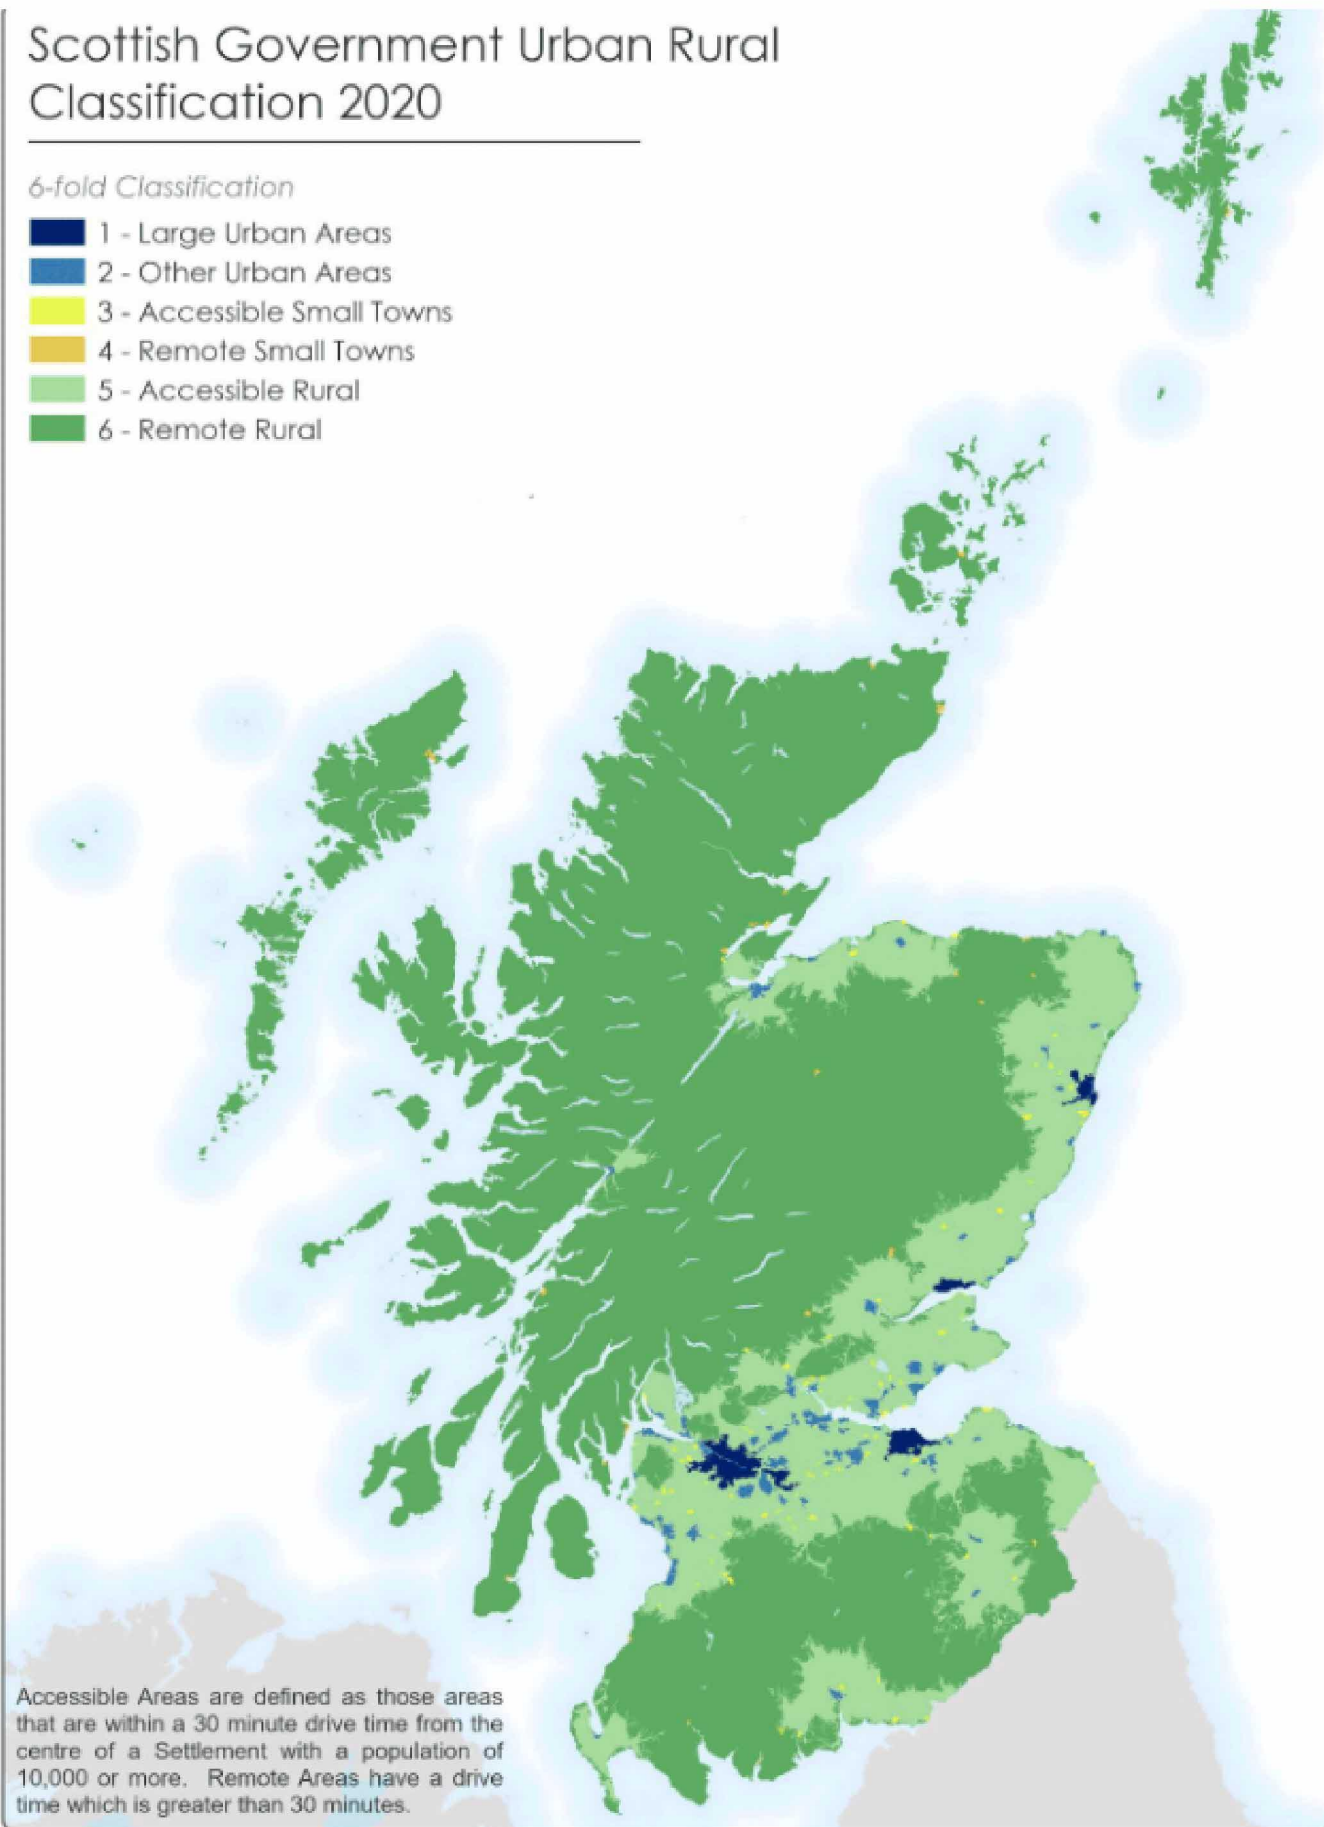 Scottish Government Urban Rural
Classification 2020
6-fold Classification
1 - Large Urban Areas
2 - Other Urban Areas
3 - Accessible Small Towns
4 - Remote Small Towns
5 - Accessible Rural
6 - Remote Rural
Accessible Areas are defined as those areas
that are within a 30 minute drive time from the
centre of a Settlement with a population of
10,000 or more. Remote Areas have a drive
time which is greater than 30 minutes.